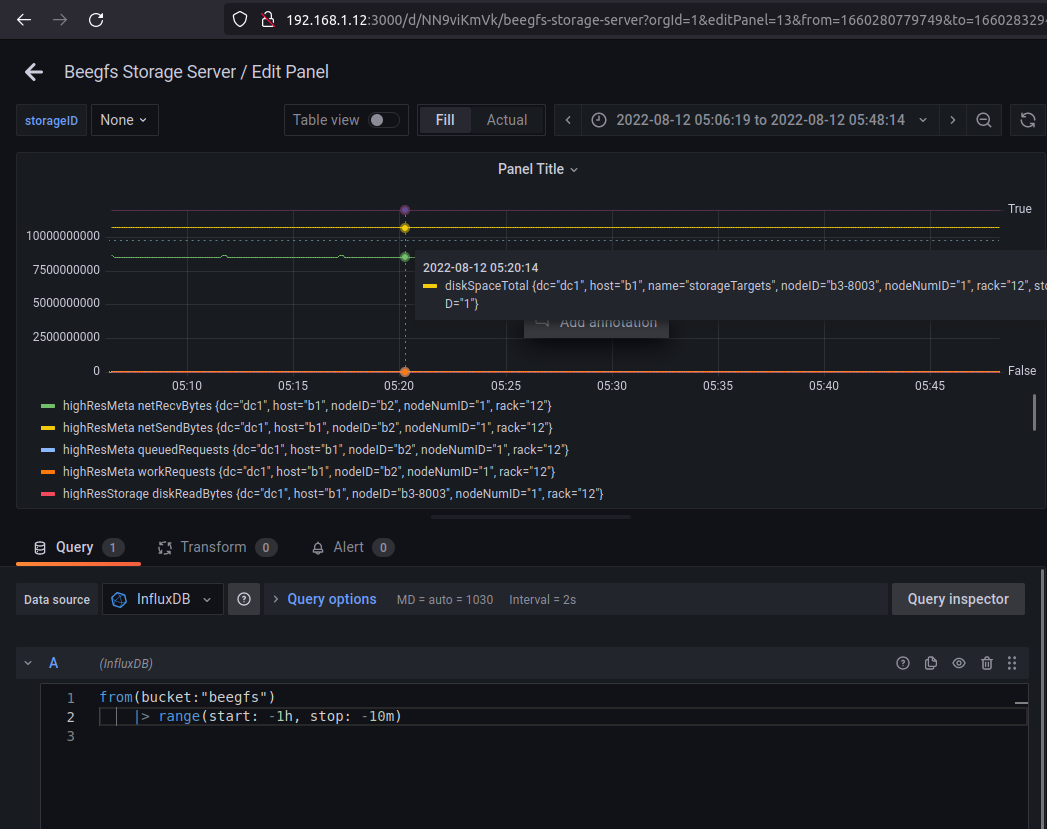 192.168.1.12:3000/d/NN9viKmVk/beegfs-storage-server?orgId=1&editPanel=13&from=1660280779749&to=166028329
Beegfs Storage Server / Edit Panel
storageID None Table view Fill Actual 2022-08-12 05:06:19 to 2022-08-12 05:48:14
Panel Title
True
10000000000
7500000000
5000000000
2500000000
0
False
2022-08-12 05:20:14
diskSpaceTotal {dc="dc1", host="b1", name="storageTargets", nodeID="b3-8003", nodeNumID="1", rack="12", sto
D="1"}
Add annotation
05:10 05:15 05:20 05:25 05:30 05:35 05:40 05:45
highResMeta netRecvBytes {dc="dc1", host="b1", nodeID="b2", nodeNumID="1", rack="12"}
highResMeta netSendBytes {dc="dc1", host="b1", nodeID="b2", nodeNumID="1", rack="12"}
highResMeta queuedRequests {dc="dc1", host="b1", nodeID="b2", nodeNumID="1", rack="12"}
highResMeta workRequests {dc="dc1", host="b1", nodeID="b2", nodeNumID="1", rack="12"}
highResStorage diskReadBytes {dc="dc1", host="b1", nodeID="b3-8003", nodeNumID="1", rack="12"}
Query 1 Transform 0 Alert 0
Data source InfluxDB Query options MD = auto = 1030 Interval = 2s Query inspector
A (InfluxDB)
1 from(bucket:"beegfs")
2 |> range(start: -1h, stop: -10m)
3